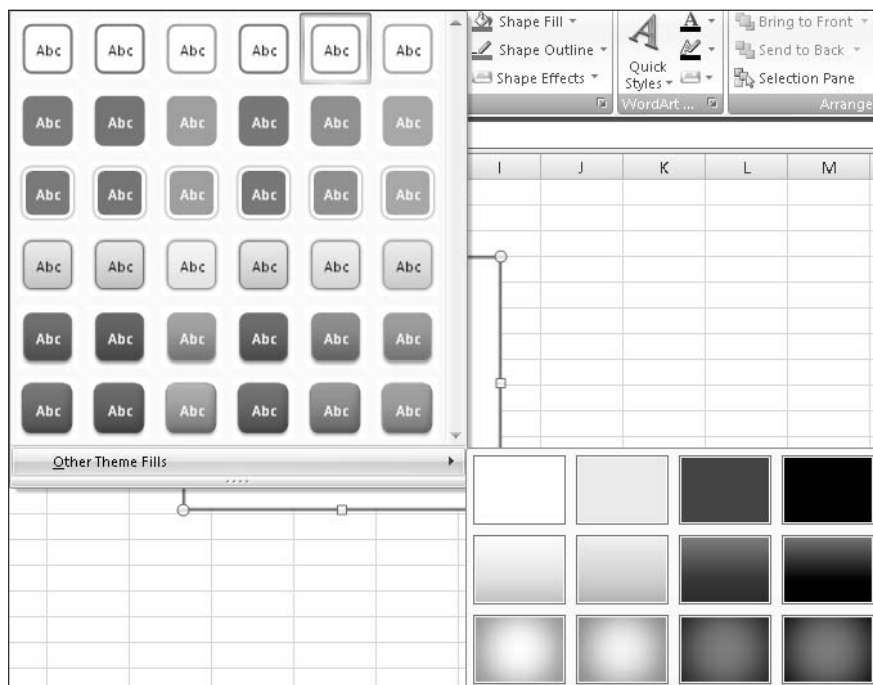 Abc Abc Abc Abc Abc Abc
Abc Abc Abc Abc Abc Abc
Abc Abc Abc Abc Abc Abc
Abc Abc Abc Abc Abc Abc
Abc Abc Abc Abc Abc Abc
Abc Abc Abc Abc Abc Abc
Other Theme Fills
Shape Fill
Shape Outline
Shape Effects
A
Quick
Styles
A
A
WordArt ...
Bring to Front
Send to Back
Selection Pane
Arrange
I J K L M